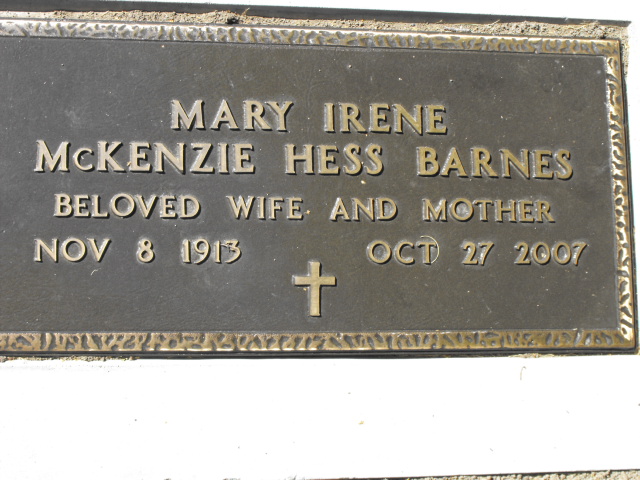 MARY IRENE
McKENZIE HESS BARNES
BELOVED WIFE AND MOTHER
NOV 8 1913 OCT 27 2007